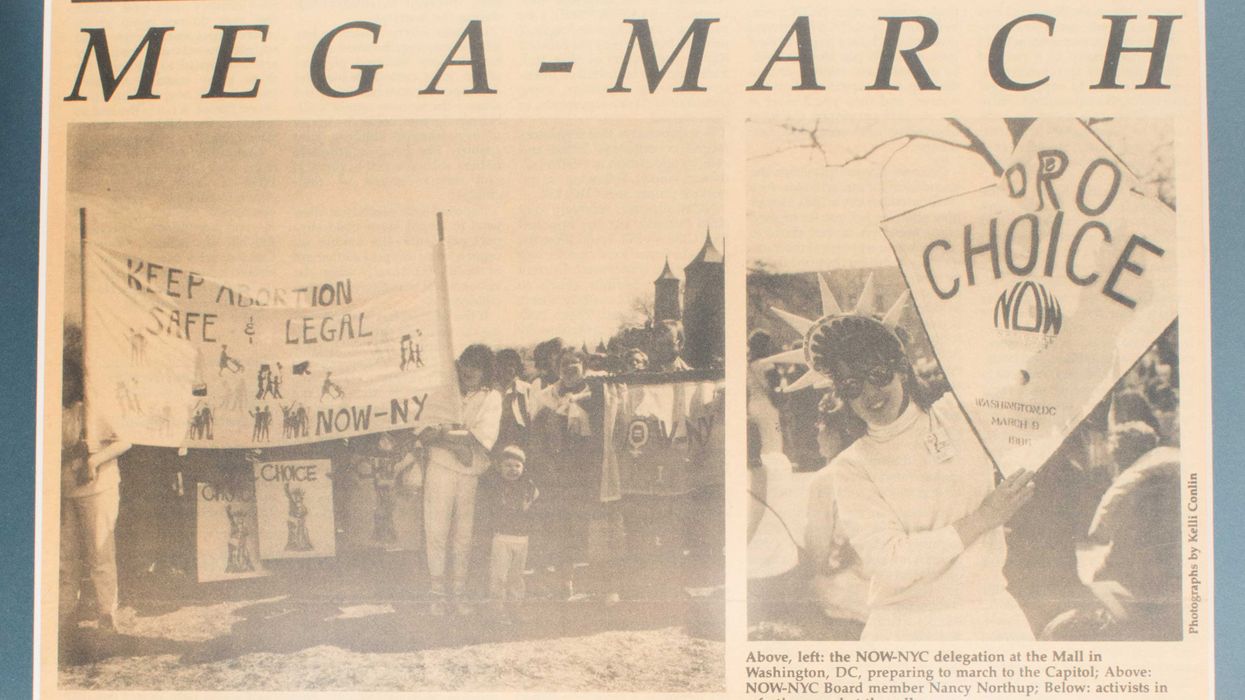 MEGA-MARCH
KEEP ABORTION
SAFE & LEGAL
NOW-NY
CHOICE
CHOICE
PRO-
CHOICE
NOW
WASHINGTON, DC
MARCH 9
1986
Photographs by Kelli Conlin
Above, left: the NOW-NYC delegation at the Mall in
Washington, DC, preparing to march to the Capitol; Above:
NOW-NYC Board member Nancy Northup; Below: activists in